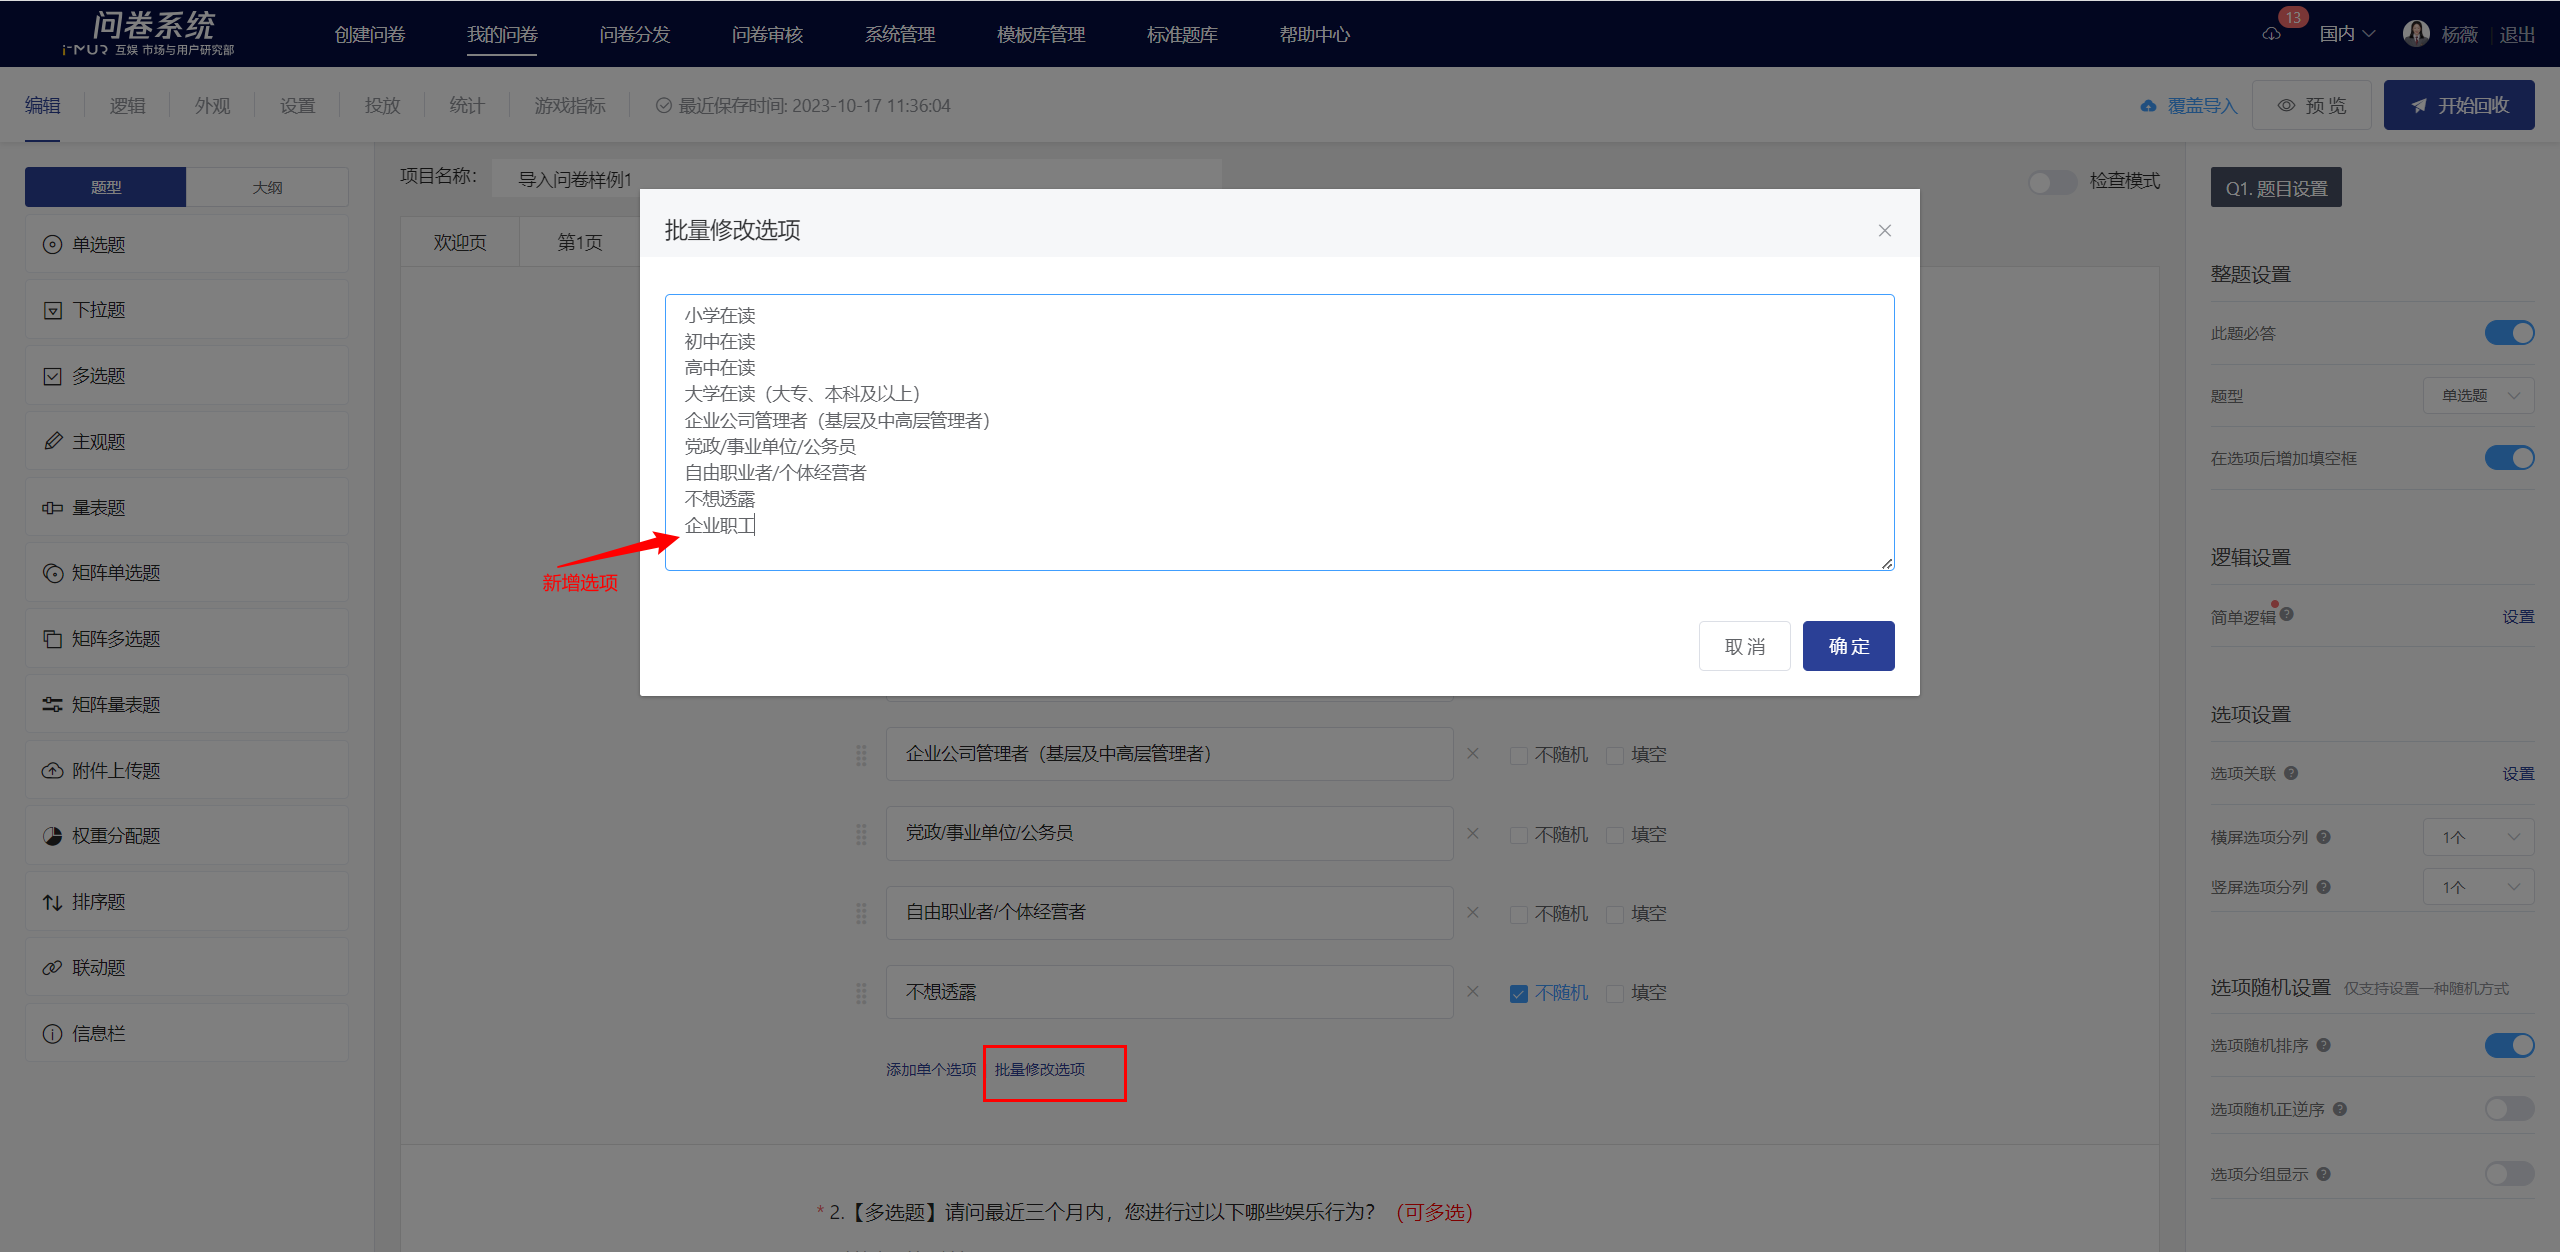 问卷系统
i-MUR 互娱 市场与用户研究部
创建问卷
我的问卷
问卷分发
问卷审核
系统管理
模板库管理
标准题库
帮助中心
13
国内
杨薇
退出
编辑
逻辑
外观
设置
投放
统计
游戏指标
最近保存时间: 2023-10-17 11:36:04
覆盖导入
预 览
开始回收
题型
大纲
单选题
下拉题
多选题
主观题
量表题
矩阵单选题
矩阵多选题
矩阵量表题
附件上传题
权重分配题
排序题
联动题
信息栏
项目名称:
导入问卷样例1
检查模式
欢迎页
第1页
批量修改选项
小学在读
初中在读
高中在读
大学在读（大专、本科及以上）
企业公司管理者（基层及中高层管理者）
党政/事业单位/公务员
自由职业者/个体经营者
不想透露
企业职工
新增选项
取 消
确 定
企业公司管理者（基层及中高层管理者）
不随机
填空
党政/事业单位/公务员
不随机
填空
自由职业者/个体经营者
不随机
填空
不想透露
不随机
填空
添加单个选项
批量修改选项
* 2.【多选题】请问最近三个月内，您进行过以下哪些娱乐行为？（可多选）
Q1. 题目设置
整题设置
此题必答
题型
单选题
在选项后增加填空框
逻辑设置
简单逻辑
设置
选项设置
选项关联
设置
横屏选项分列
1个
竖屏选项分列
1个
选项随机设置 仅支持设置一种随机方式
选项随机排序
选项随机正逆序
选项分组显示